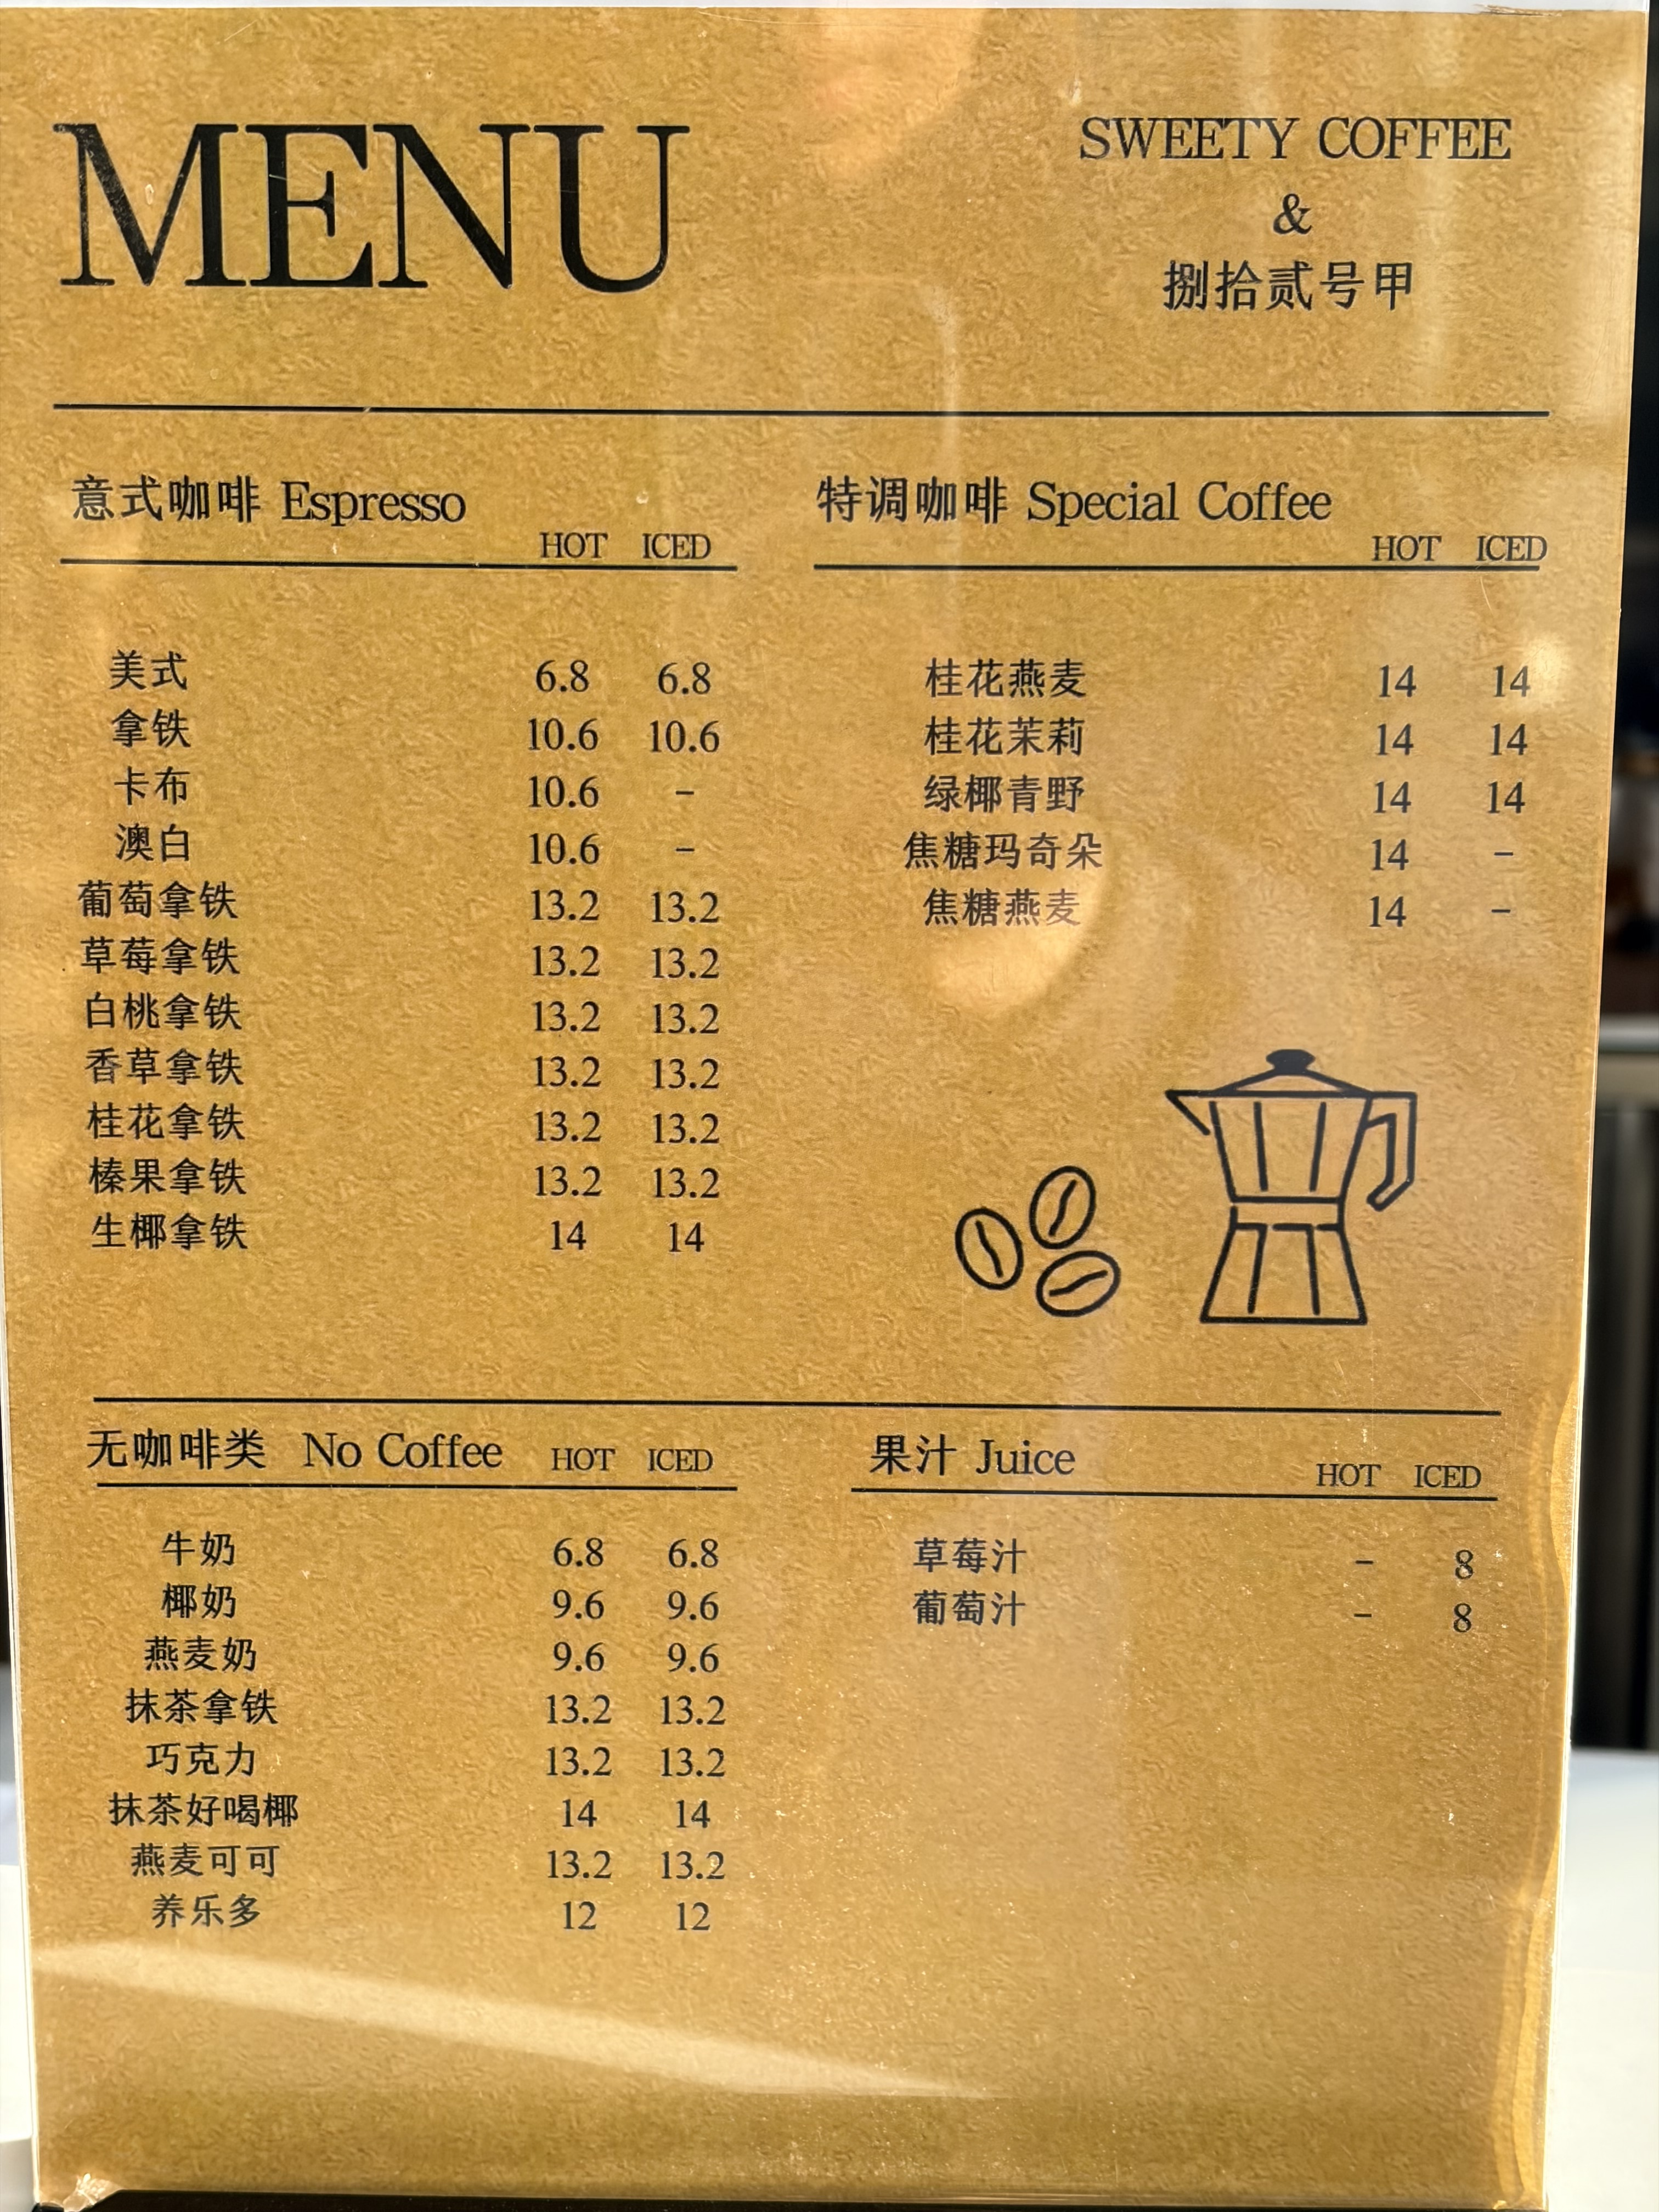 MENU
SWEETY COFFEE
&
捌拾贰号甲
意式咖啡 Espresso HOT ICED
美式 6.8 6.8
拿铁 10.6 10.6
卡布 10.6 -
澳白 10.6 -
葡萄拿铁 13.2 13.2
草莓拿铁 13.2 13.2
白桃拿铁 13.2 13.2
香草拿铁 13.2 13.2
桂花拿铁 13.2 13.2
榛果拿铁 13.2 13.2
生椰拿铁 14 14
特调咖啡 Special Coffee HOT ICED
桂花燕麦 14 14
桂花茉莉 14 14
绿椰青野 14 14
焦糖玛奇朵 14 -
焦糖燕麦 14 -
无咖啡类 No Coffee HOT ICED
牛奶 6.8 6.8
椰奶 9.6 9.6
燕麦奶 9.6 9.6
抹茶拿铁 13.2 13.2
巧克力 13.2 13.2
抹茶好喝椰 14 14
燕麦可可 13.2 13.2
养乐多 12 12
果汁 Juice HOT ICED
草莓汁 - 8
葡萄汁 - 8